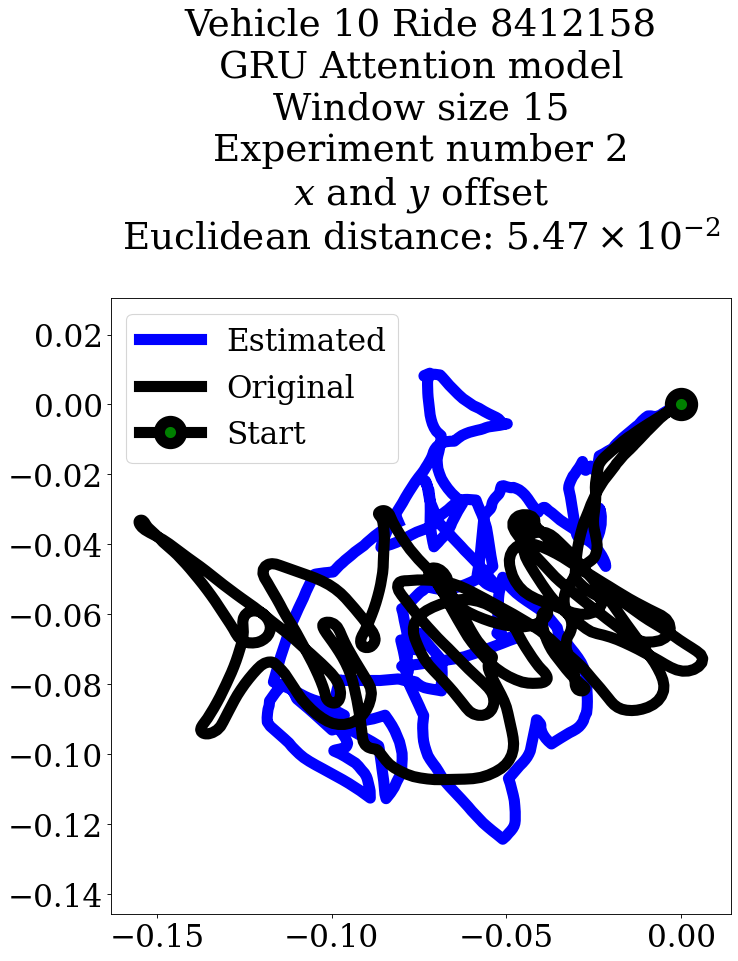 Vehicle 10 Ride 8412158
GRU Attention model
Window size 15
Experiment number 2
x and y offset
Euclidean distance: 5.47 × 10⁻²
Estimated
Original
Start
0.02
0.00
−0.02
−0.04
−0.06
−0.08
−0.10
−0.12
−0.14
−0.15 −0.10 −0.05 0.00